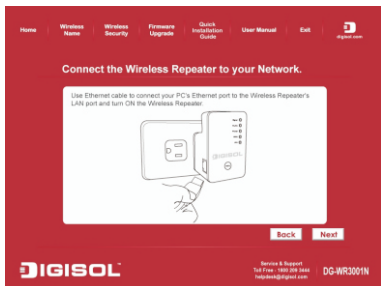 Home
Wireless Name
Wireless Security
Firmware Upgrade
Quick Installation Guide
User Manual
Exit
digisol.com
Connect the Wireless Repeater to your Network.
Use Ethernet cable to connect your PC's Ethernet port to the Wireless Repeater's
LAN port and turn ON the Wireless Repeater.
DIGISOL
Back
Next
DIGISOL
Service & Support
Toll Free - 1800 209 3444
helpdesk@digisol.com
DG-WR3001N